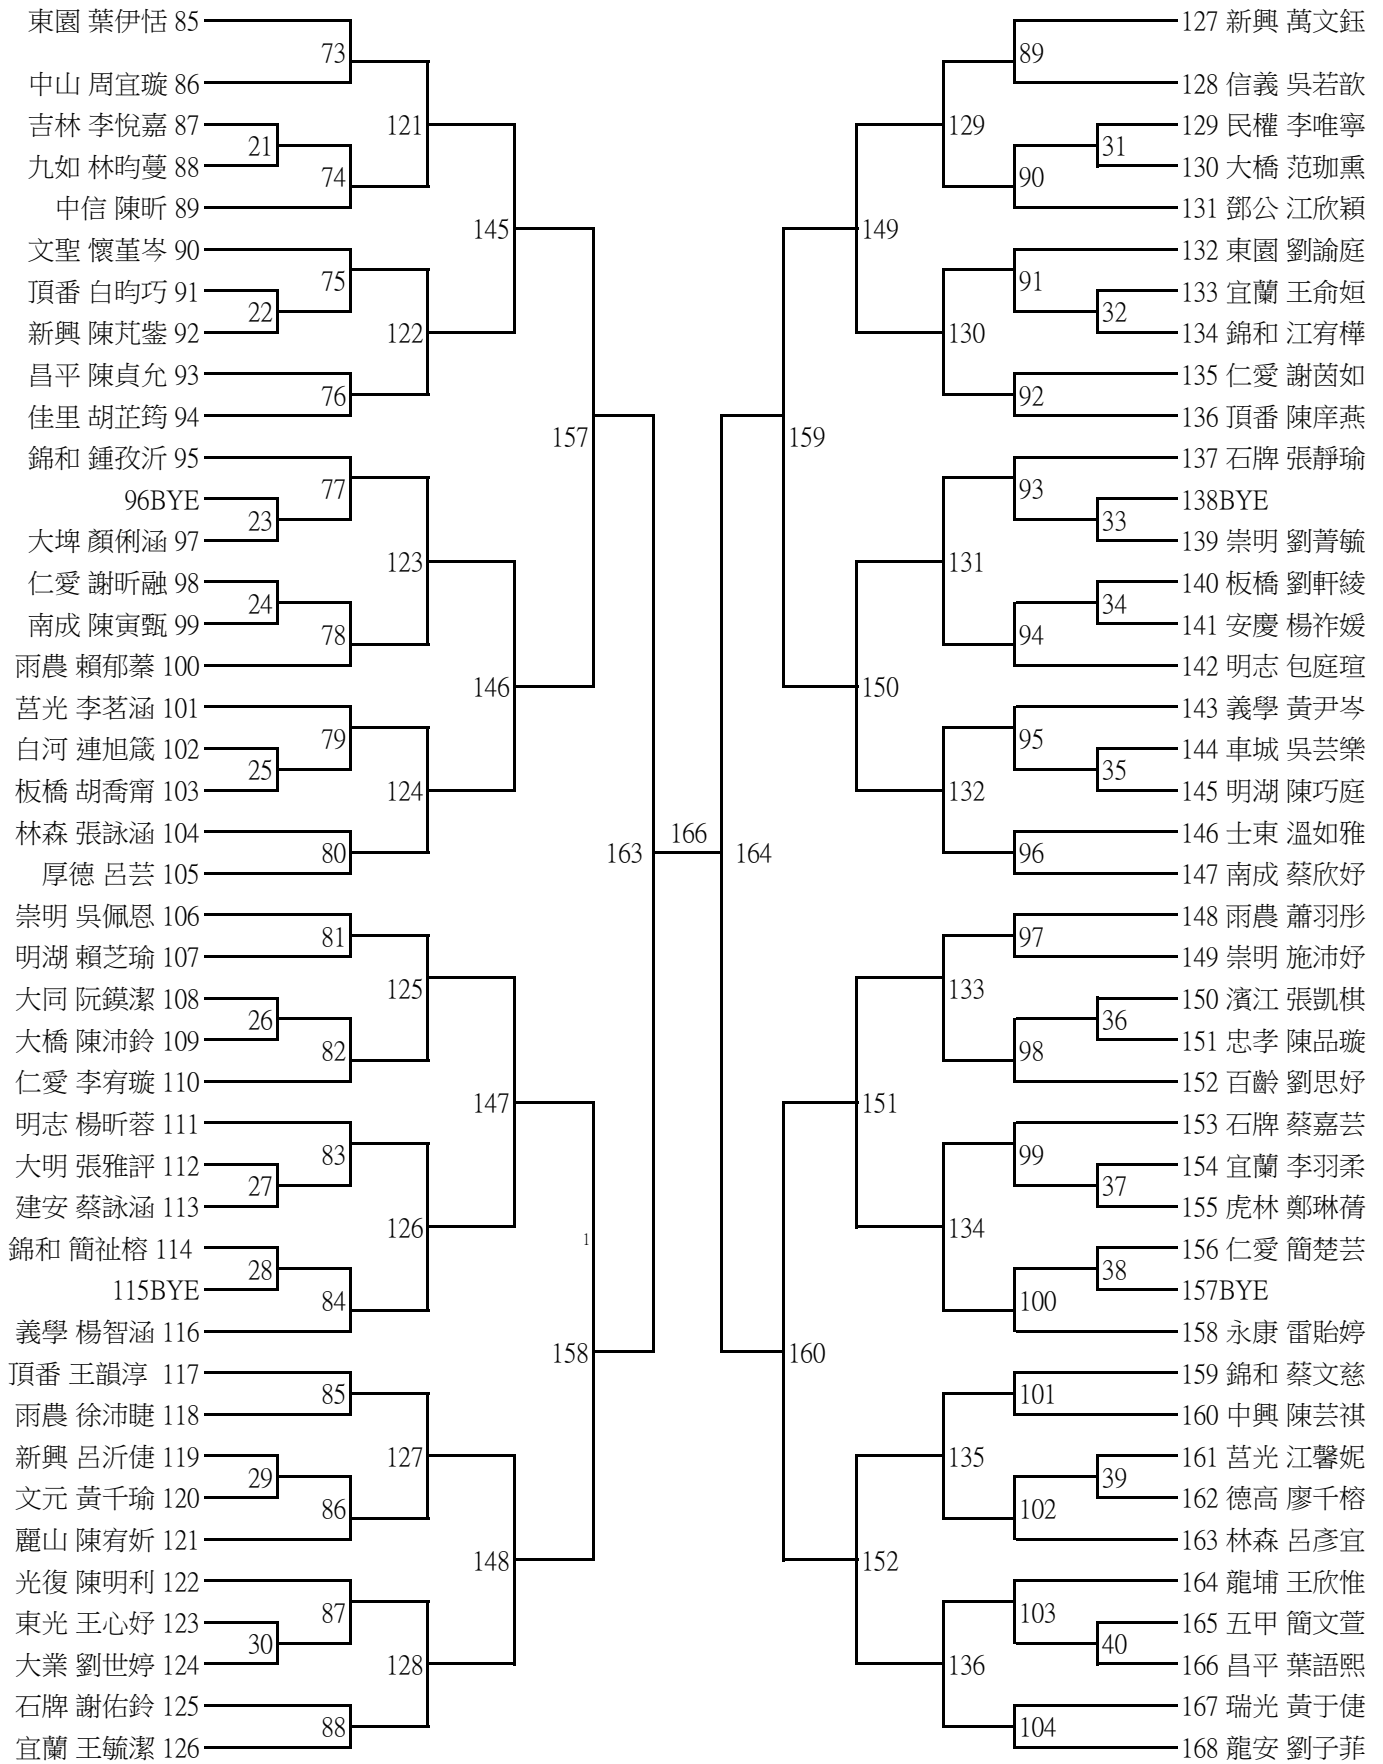 東園 葉伊恬 85
73
中山 周宜璇 86
吉林 李悅嘉 87
21
九如 林昀蔓 88
74
中信 陳昕 89
121
文聖 懷堇岑 90
75
頂番 白昀巧 91
22
新興 陳芃蓥 92
122
昌平 陳貞允 93
76
佳里 胡芷筠 94
145
錦和 鍾孜沂 95
77
96BYE
23
大埤 顏俐涵 97
123
仁愛 謝昕融 98
24
南成 陳寅甄 99
78
雨農 賴郁蓁 100
146
莒光 李茗涵 101
79
白河 連旭箴 102
25
板橋 胡喬甯 103
124
林森 張詠涵 104
80
厚德 呂芸 105
157
崇明 吳佩恩 106
81
明湖 賴芝瑜 107
125
大同 阮鏌潔 108
26
大橋 陳沛鈴 109
82
仁愛 李宥璇 110
147
明志 楊昕蓉 111
83
大明 張雅評 112
27
建安 蔡詠涵 113
126
錦和 簡祉榕 114
28
115BYE
84
義學 楊智涵 116
1
158
頂番 王韻淳 117
85
雨農 徐沛睫 118
127
新興 呂沂倢 119
29
文元 黃千瑜 120
86
麗山 陳宥妡 121
148
光復 陳明利 122
87
東光 王心妤 123
30
大業 劉世婷 124
128
石牌 謝佑鈴 125
88
宜蘭 王毓潔 126
163
166
164
127 新興 萬文鈺
89
128 信義 吳若歆
129
129 民權 李唯寧
31
130 大橋 范珈熏
90
131 鄧公 江欣穎
149
132 東園 劉諭庭
91
133 宜蘭 王俞姮
32
134 錦和 江宥樺
130
135 仁愛 謝茵如
92
136 頂番 陳庠燕
159
137 石牌 張靜瑜
93
138BYE
33
139 崇明 劉菁毓
131
140 板橋 劉軒綾
34
141 安慶 楊祚媛
94
142 明志 包庭瑄
150
143 義學 黃尹岑
95
144 車城 吳芸樂
35
145 明湖 陳巧庭
132
146 士東 溫如雅
96
147 南成 蔡欣妤
148 雨農 蕭羽彤
97
149 崇明 施沛妤
133
150 濱江 張凱棋
36
151 忠孝 陳品璇
98
152 百齡 劉思妤
151
153 石牌 蔡嘉芸
99
154 宜蘭 李羽柔
37
155 虎林 鄭琳蒨
134
156 仁愛 簡楚芸
38
157BYE
100
158 永康 雷貽婷
160
159 錦和 蔡文慈
101
160 中興 陳芸祺
135
161 莒光 江馨妮
39
162 德高 廖千榕
102
163 林森 呂彥宜
152
164 龍埔 王欣惟
103
165 五甲 簡文萱
40
166 昌平 葉語熙
136
167 瑞光 黃于倢
104
168 龍安 劉子菲